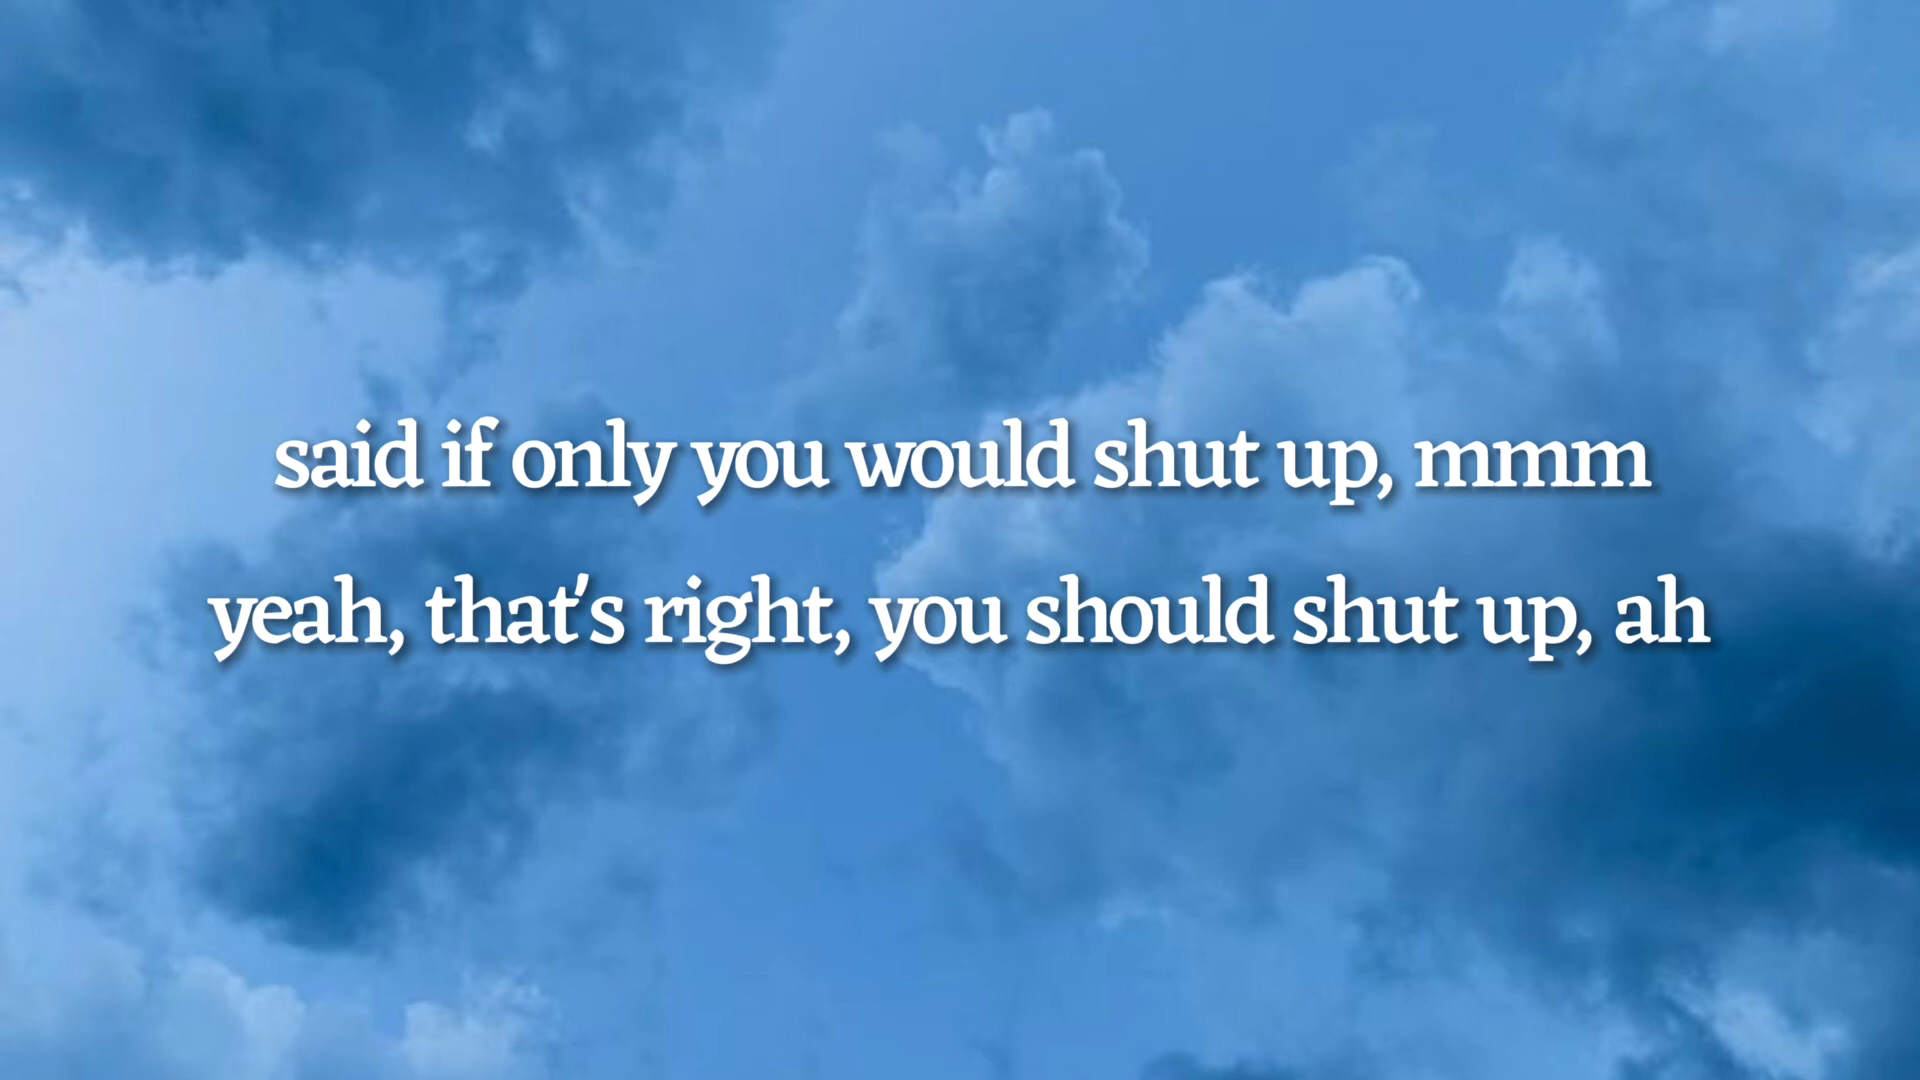 said if only you would shut up, mmm
yeah, that's right, you should shut up, ah